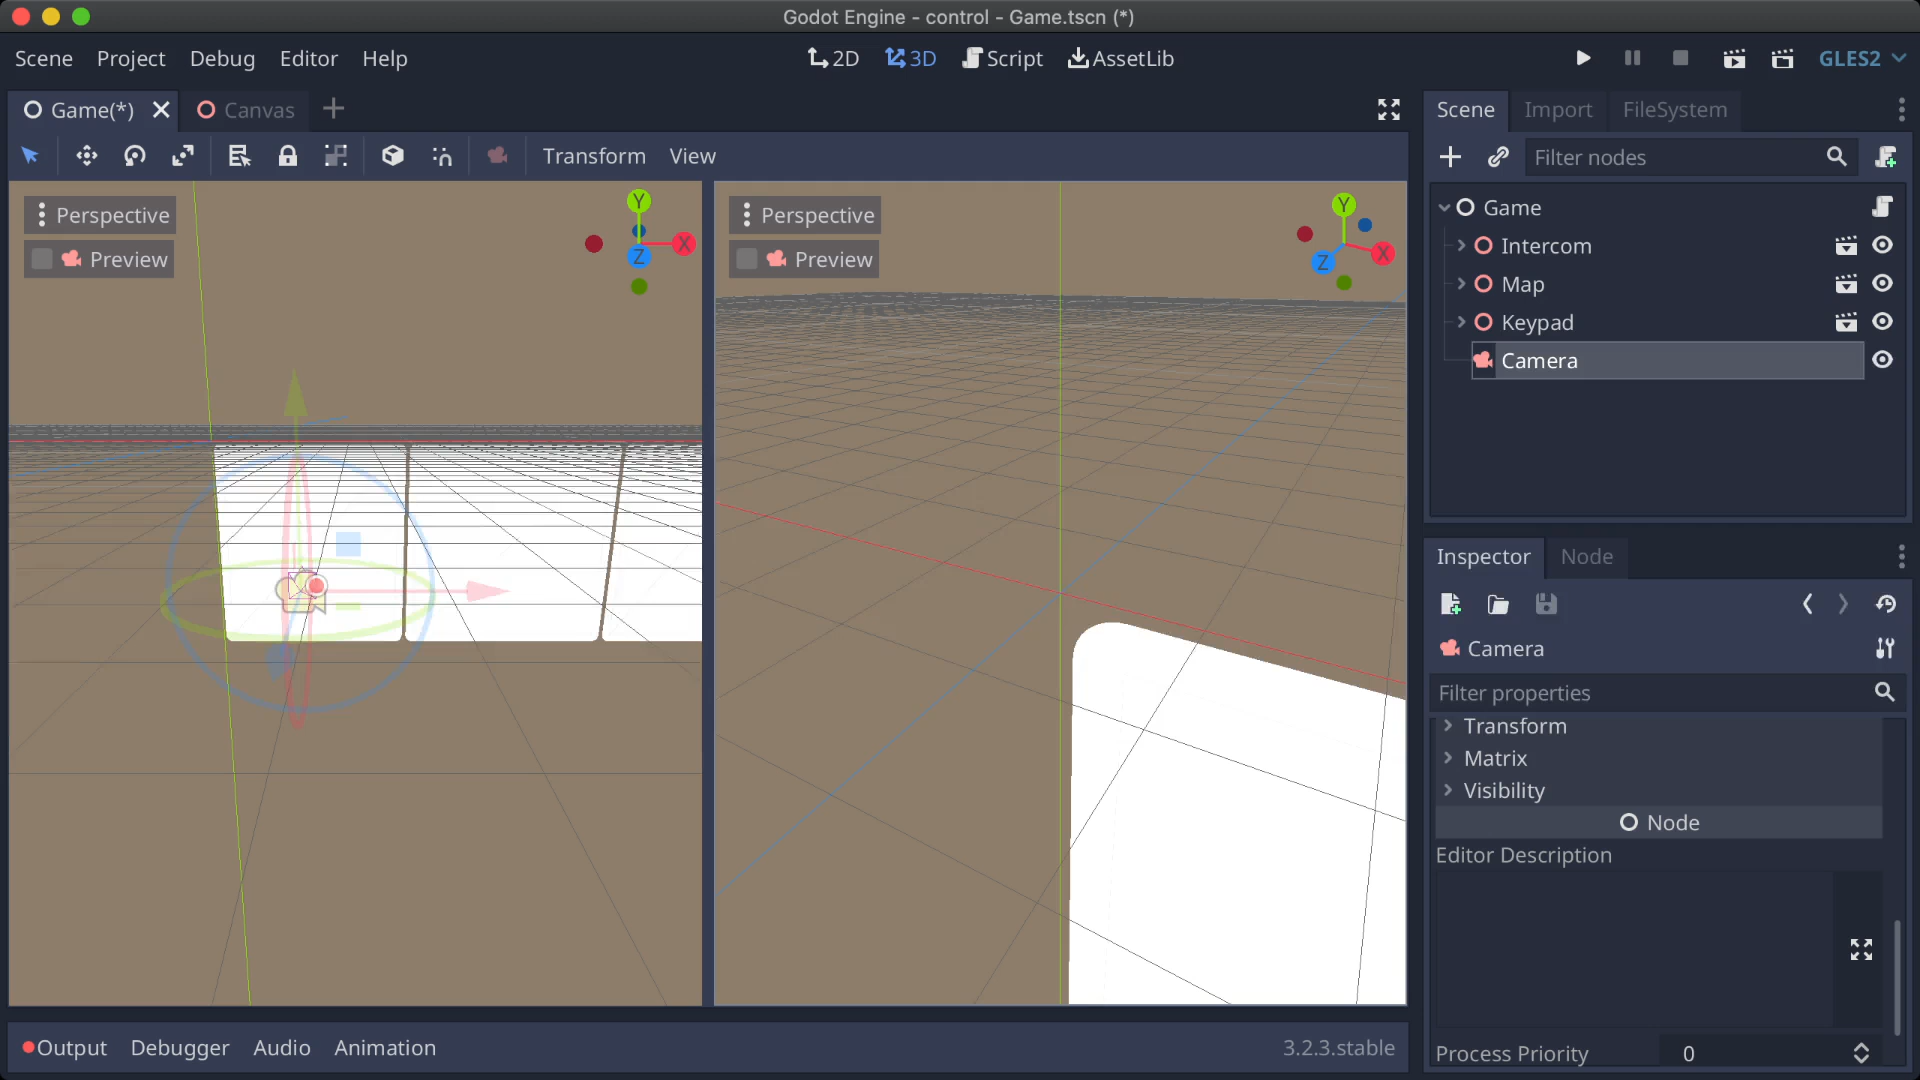 Godot Engine - control - Game.tscn (*)
Scene Project Debug Editor Help
2D 3D Script AssetLib
GLES2
Game(*) Canvas
Transform View
Perspective
Preview
Y
X
Z
Perspective
Preview
Y
X
Z
Scene Import FileSystem
Filter nodes
Game
Intercom
Map
Keypad
Camera
Inspector Node
Camera
Filter properties
Transform
Matrix
Visibility
Node
Editor Description
Process Priority 0
Output Debugger Audio Animation
3.2.3.stable